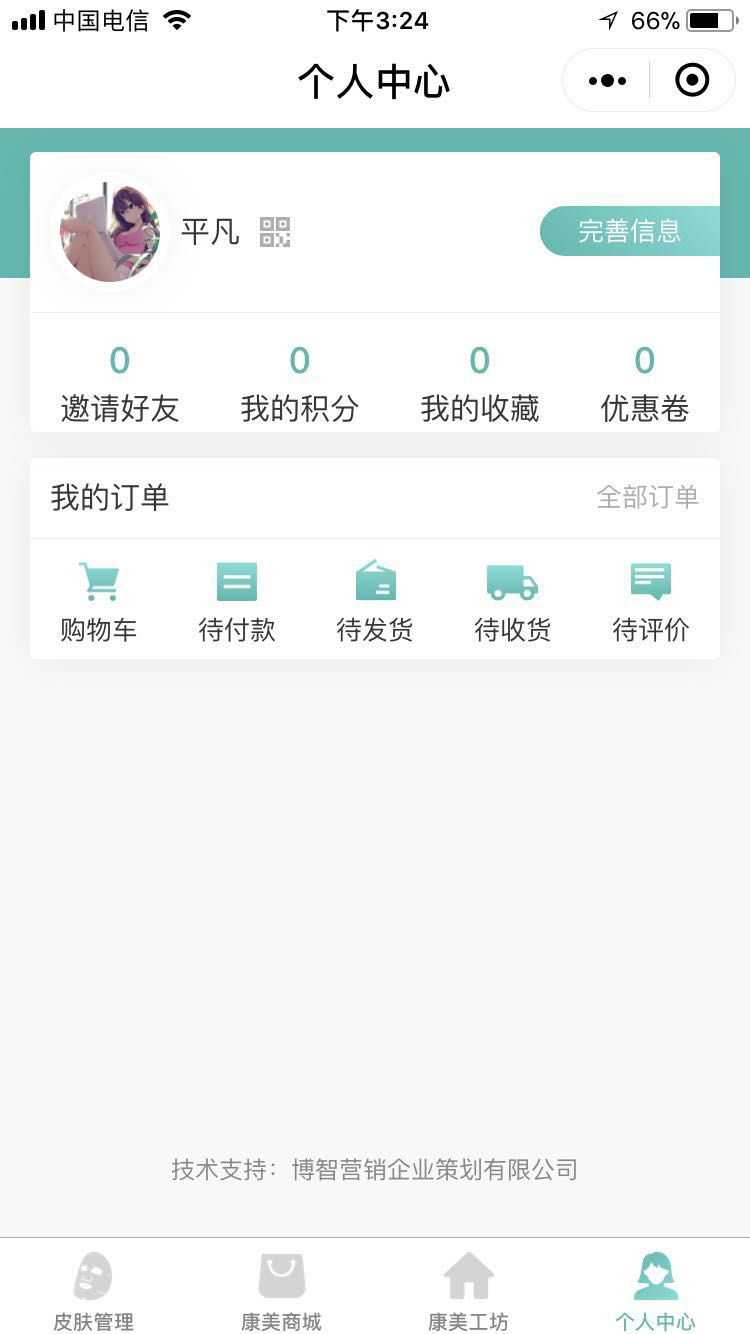 中国电信 下午3:24 66%
个人中心
平凡 完善信息
0 0 0 0
邀请好友 我的积分 我的收藏 优惠卷
我的订单 全部订单
购物车 待付款 待发货 待收货 待评价
技术支持：博智营销企业策划有限公司
皮肤管理 康美商城 康美工坊 个人中心